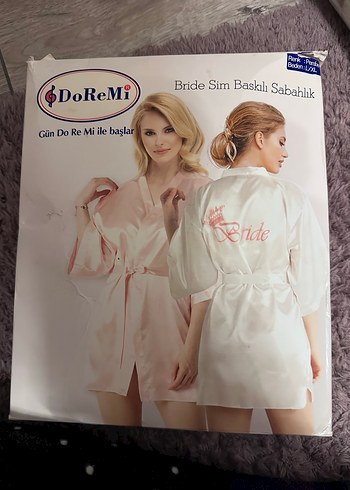 Renk : Pembe
Beden : L/XL
DoReMi®
Bride Sim Baskılı Sabahlık
Gün Do Re Mi ile başlar
Bride